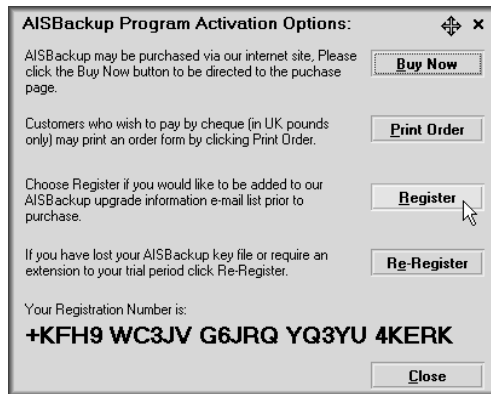 AISBackup Program Activation Options:
AISBackup may be purchased via our internet site, Please
click the Buy Now button to be directed to the puchase
page.
Buy Now
Customers who wish to pay by cheque (in UK pounds
only) may print an order form by clicking Print Order.
Print Order
Choose Register if you would like to be added to our
AISBackup upgrade information e-mail list prior to
purchase.
Register
If you have lost your AISBackup key file or require an
extension to your trial period click Re-Register.
Re-Register
Your Registration Number is:
+KFH9 WC3JV G6JRQ YQ3YU 4KERK
Close